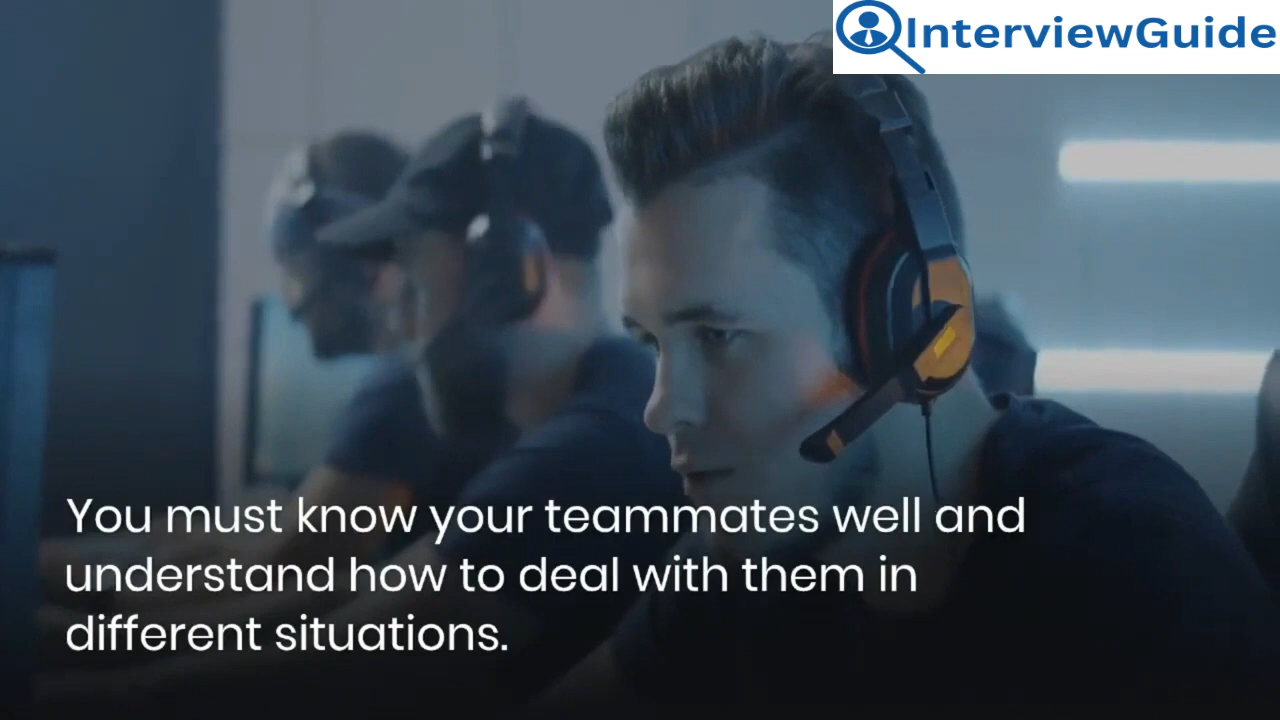 InterviewGuide
You must know your teammates well and
understand how to deal with them in
different situations.